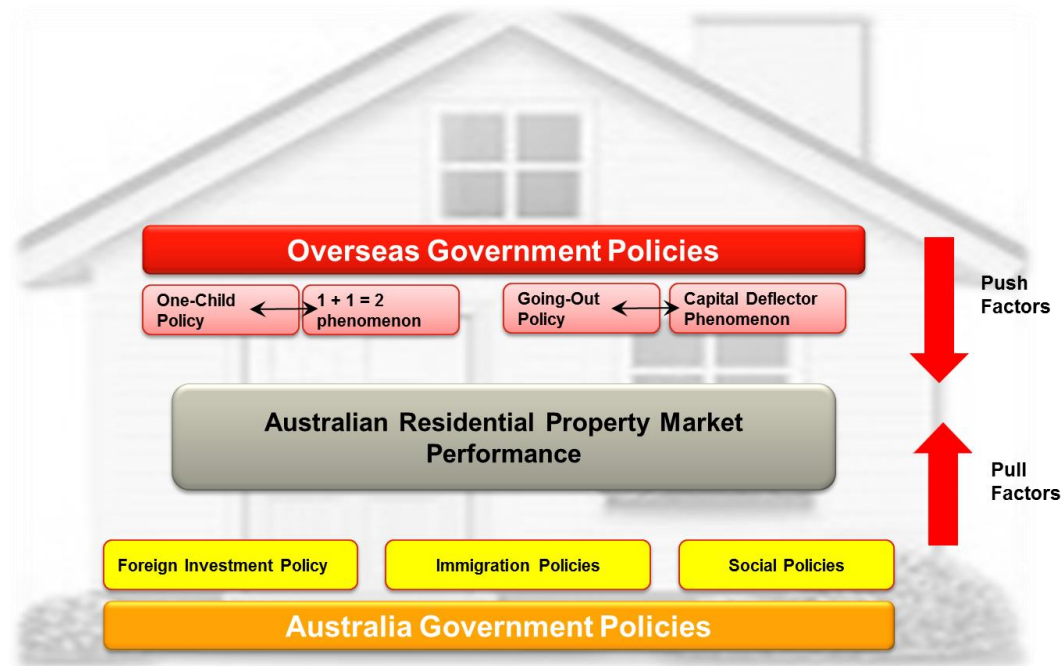 Overseas Government Policies
One-Child
Policy
1 + 1 = 2
phenomenon
Going-Out
Policy
Capital Deflector
Phenomenon
Push
Factors
Australian Residential Property Market
Performance
Pull
Factors
Foreign Investment Policy
Immigration Policies
Social Policies
Australia Government Policies